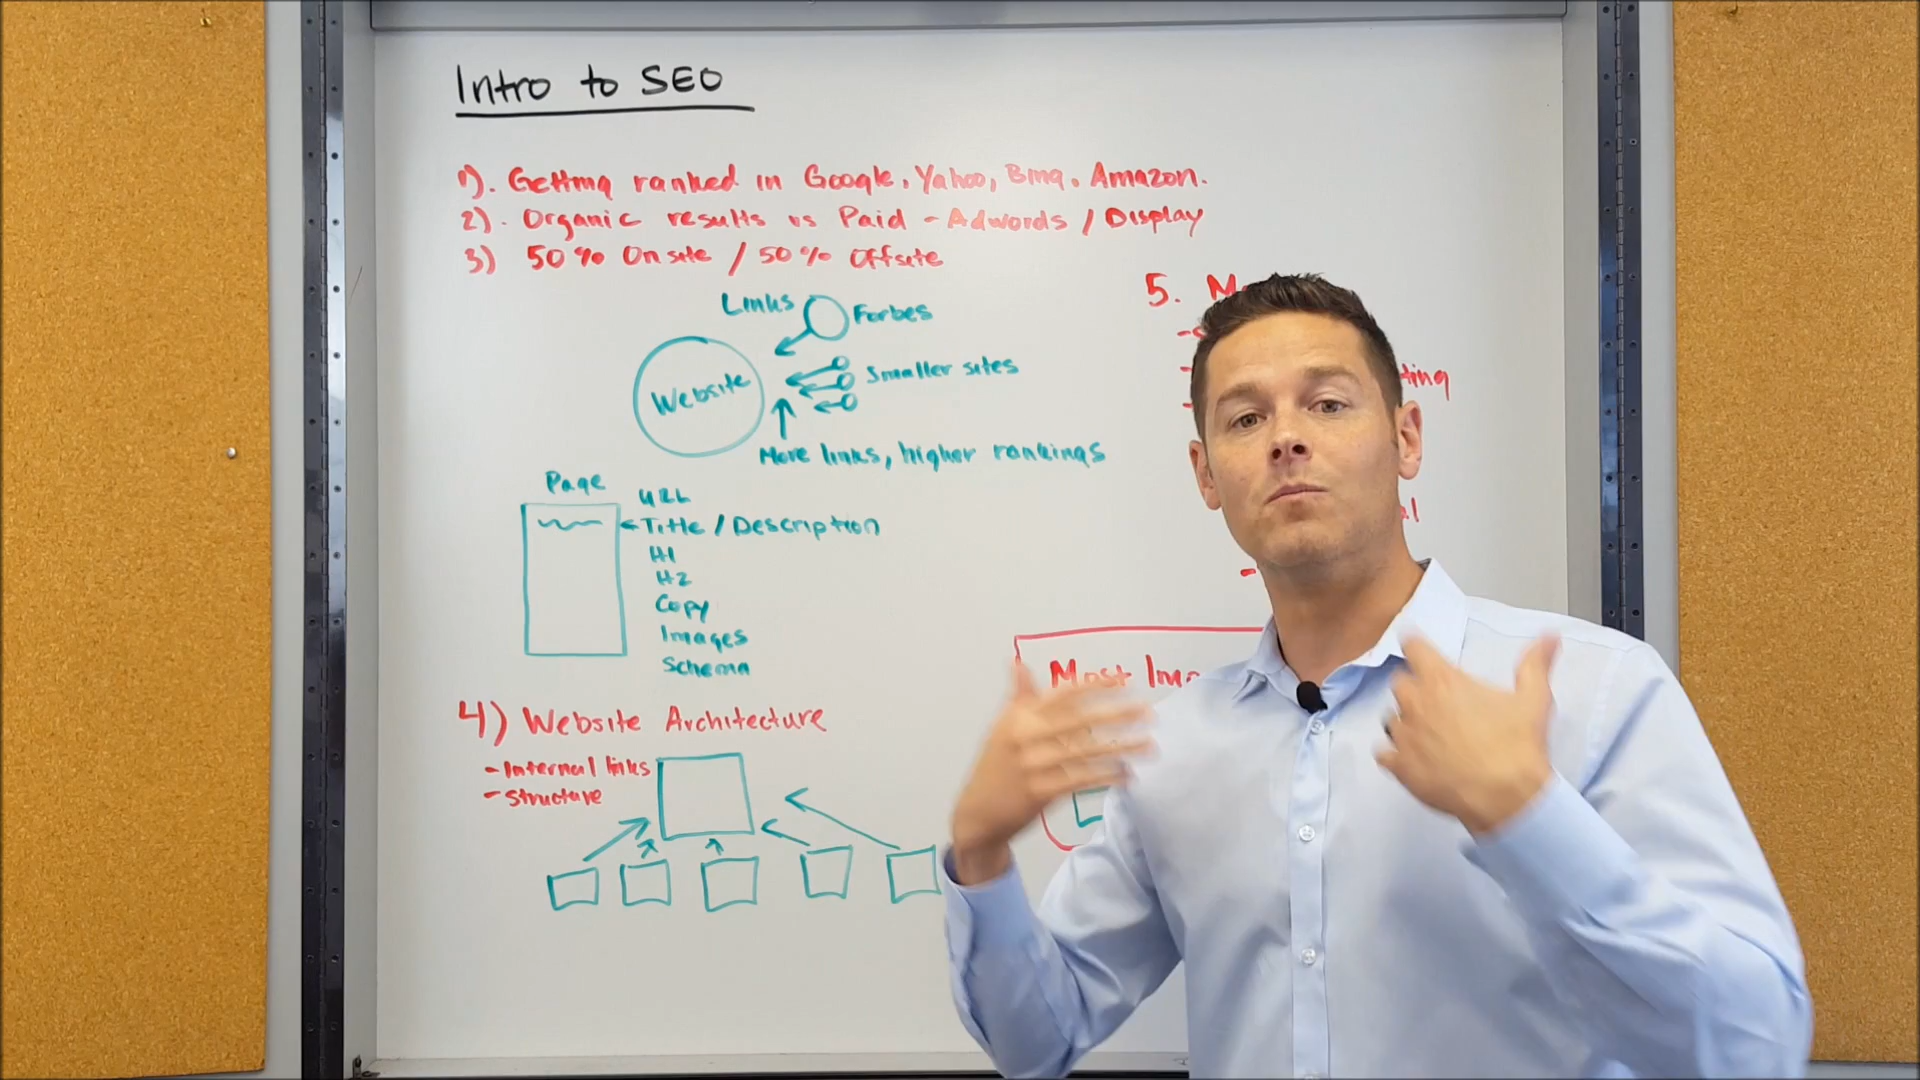 Intro to SEO
1). Getting ranked in Google, Yahoo, Bing, Amazon.
2). Organic results vs Paid - Adwords / Display
3) 50% Onsite / 50% Offsite
Links
Forbes
Website
Smaller sites
More links, higher rankings
Page
URL
Title / Description
H1
H2
Copy
Images
Schema
4) Website Architecture
- Internal links
- Structure
5.
Most